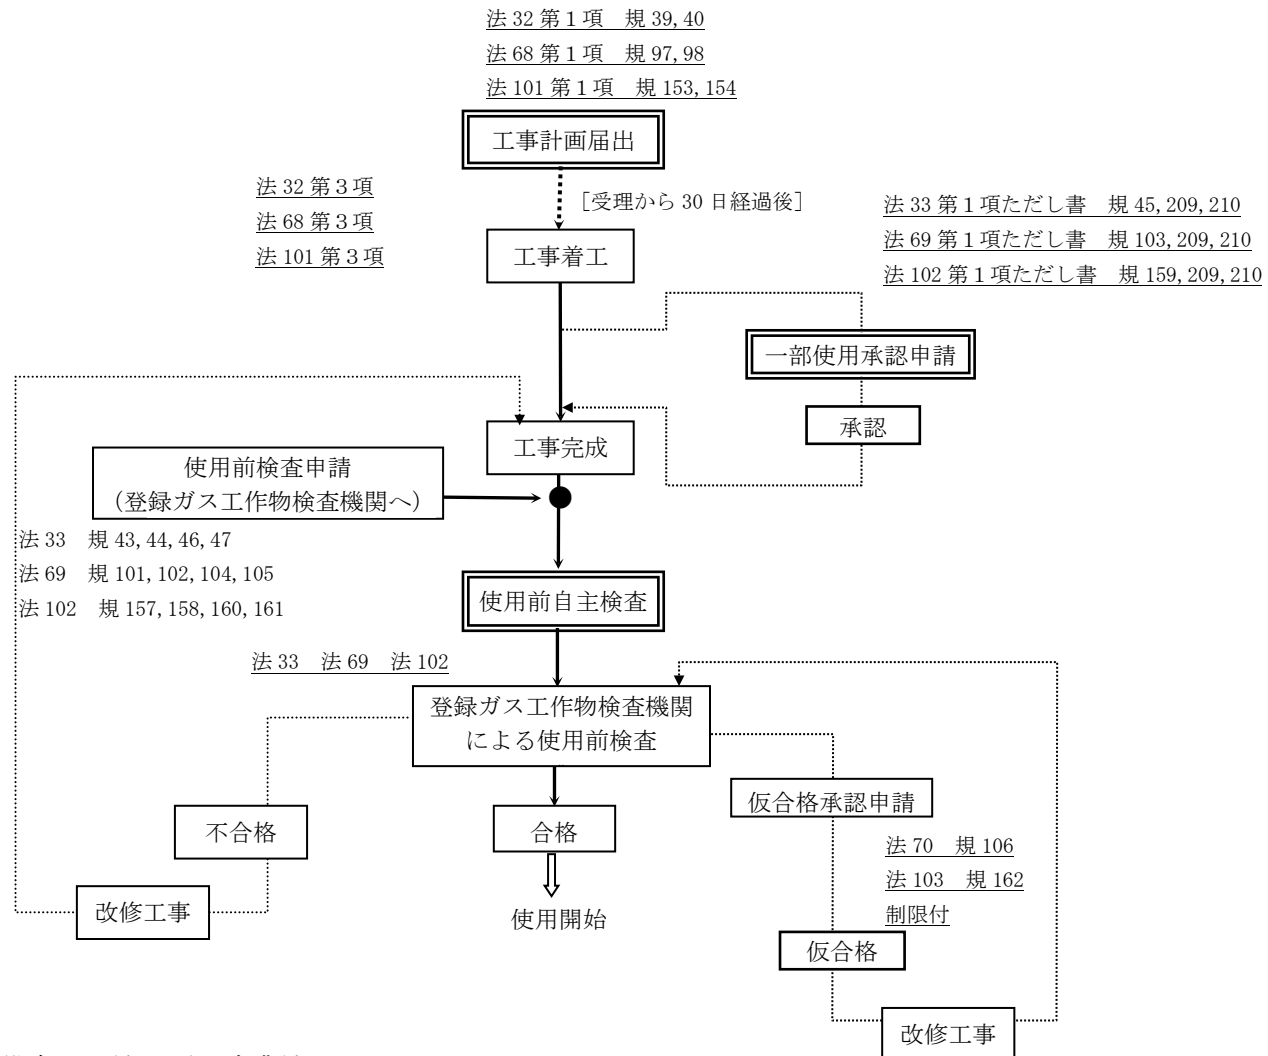 法 32 第１項　規 39, 40
法 68 第１項　規 97, 98
法 101 第１項　規 153, 154
工事計画届出
法 32 第３項
法 68 第３項
法 101 第３項
［受理から 30 日経過後］
法 33 第１項ただし書　規 45, 209, 210
法 69 第１項ただし書　規 103, 209, 210
法 102 第１項ただし書　規 159, 209, 210
工事着工
一部使用承認申請
承認
工事完成
使用前検査申請
（登録ガス工作物検査機関へ）
法 33　規 43, 44, 46, 47
法 69　規 101, 102, 104, 105
法 102　規 157, 158, 160, 161
使用前自主検査
法 33　法 69　法 102
登録ガス工作物検査機関
による使用前検査
仮合格承認申請
不合格
合格
法 70　規 106
法 103　規 162
制限付
改修工事
使用開始
仮合格
改修工事